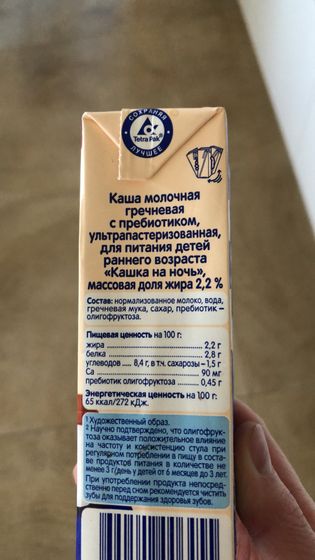 СОХРАНЯЯ
Tetra Pak®
ЛУЧШЕЕ
Каша молочная
гречневая
с пребиотиком,
ультрапастеризованная,
для питания детей
раннего возраста
«Кашка на ночь»,
массовая доля жира 2,2 %
Состав: нормализованное молоко, вода,
гречневая мука, сахар, пребиотик –
олигофруктоза.
Пищевая ценность на 100 г:
жира 2,2 г
белка 2,8 г
углеводов 8,4 г, в т.ч. сахарозы – 1,5 г
Ca 90 мг
пребиотик олигофруктоза 0,45 г
Энергетическая ценность на 100 г:
65 ккал/272 кДж.
¹ Художественный образ.
² Научно подтверждено, что олигофрук-
тоза оказывает положительное влияние
на частоту и консистенцию стула при
регулярном потреблении в пищу в соста-
ве продуктов питания в количестве не
менее 3 г/день у детей от 6 месяцев до 3 лет.
При употреблении продукта непосред-
ственно перед сном рекомендуется чистить
зубы для поддержания здоровья зубов.